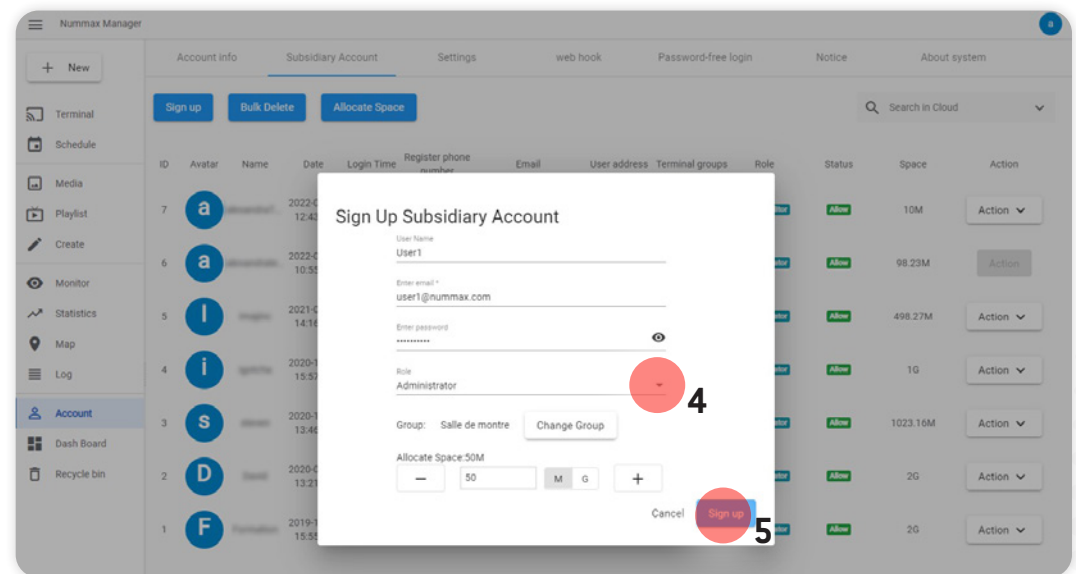 Nummax Manager
a
+ New
Terminal
Schedule
Media
Playlist
Create
Monitor
Statistics
Map
Log
Account
Dash Board
Recycle bin
Account info Subsidiary Account Settings web hook Password-free login Notice About system
Sign up Bulk Delete Allocate Space Search in Cloud
ID Avatar Name Date Login Time Register phone number Email User address Terminal groups Role Status Space Action
7 a Allow 10M Action
6 a Allow 98.23M Action
5 I Allow 498.27M Action
4 i Allow 1G Action
3 S Allow 1023.16M Action
2 D Allow 2G Action
1 F Allow 2G Action
Sign Up Subsidiary Account
User Name
User1
Enter email *
user1@nummax.com
Enter password
Role
Administrator
4
Group: Salle de montre Change Group
Allocate Space:50M
− 50 M G +
Cancel Sign up
5